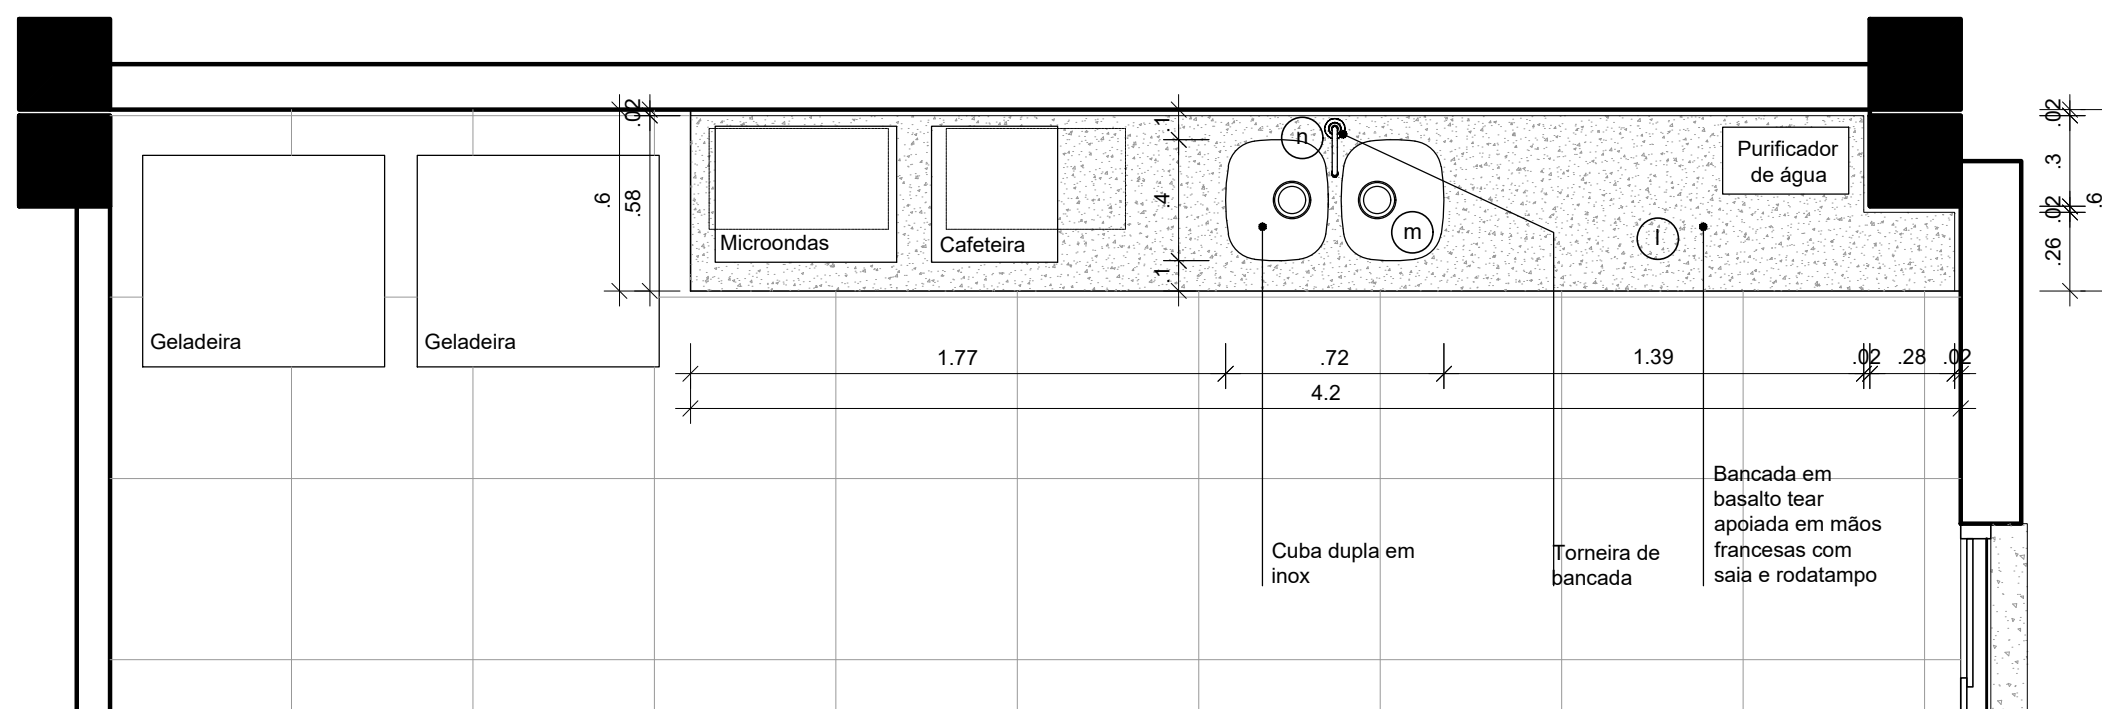 .02
.6
.58
Microondas
Cafeteira
.1
.4
.1
n
m
l
Purificador
de água
.02
.3
.02
.26
.6
Geladeira
Geladeira
1.77
.72
1.39
.02
.28
.02
4.2
Cuba dupla em
inox
Torneira de
bancada
Bancada em
basalto tear
apoiada em mãos
francesas com
saia e rodatampo